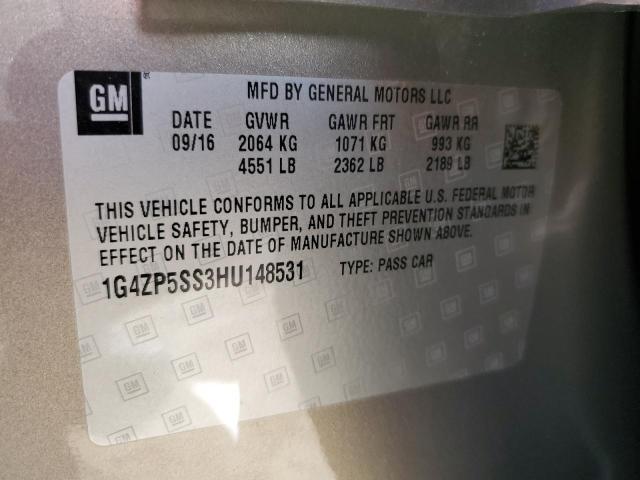 GM
MFD BY GENERAL MOTORS LLC
DATE GVWR GAWR FRT GAWR RR
09/16 2064 KG 1071 KG 993 KG
4551 LB 2362 LB 2189 LB
THIS VEHICLE CONFORMS TO ALL APPLICABLE U.S. FEDERAL MOTOR
VEHICLE SAFETY, BUMPER, AND THEFT PREVENTION STANDARDS IN
EFFECT ON THE DATE OF MANUFACTURE SHOWN ABOVE.
1G4ZP5SS3HU148531 TYPE: PASS CAR